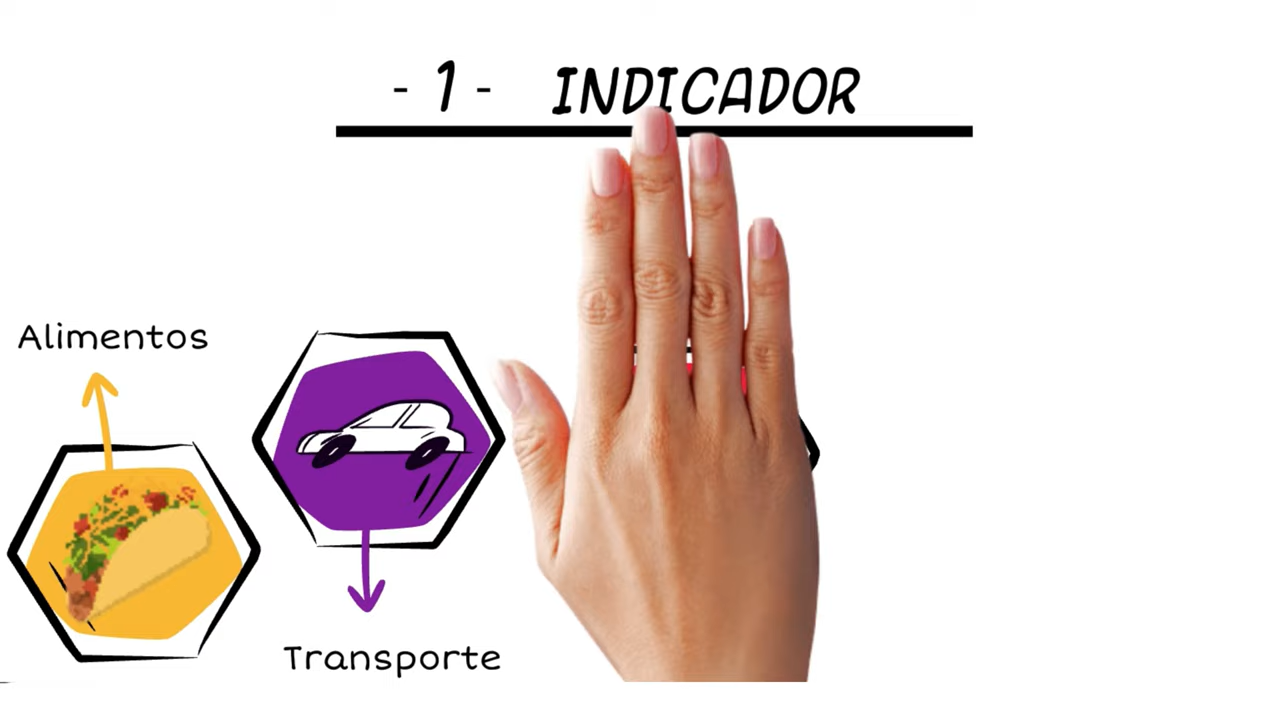 - 1 - INDICADOR
Alimentos
Transporte